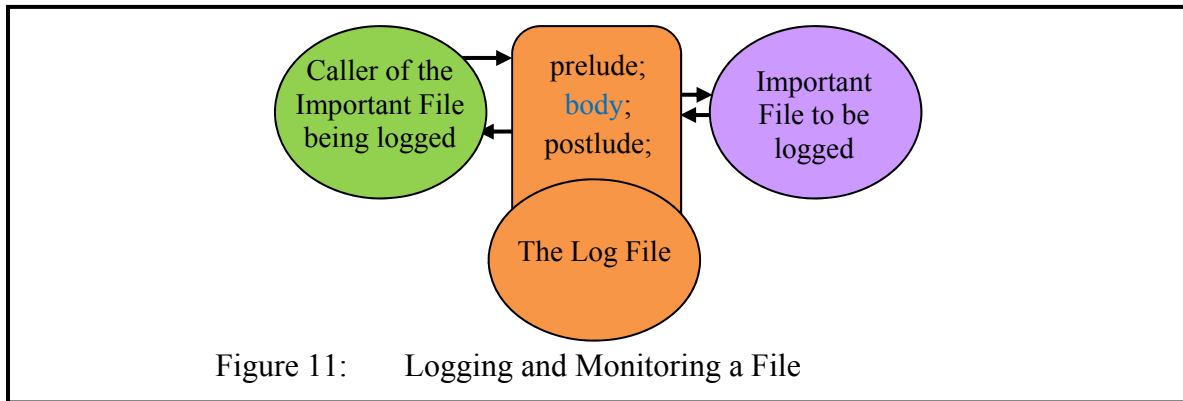 Caller of the
Important File
being logged
prelude;
body;
postlude;
Important
File to be
logged
The Log File
Figure 11: Logging and Monitoring a File